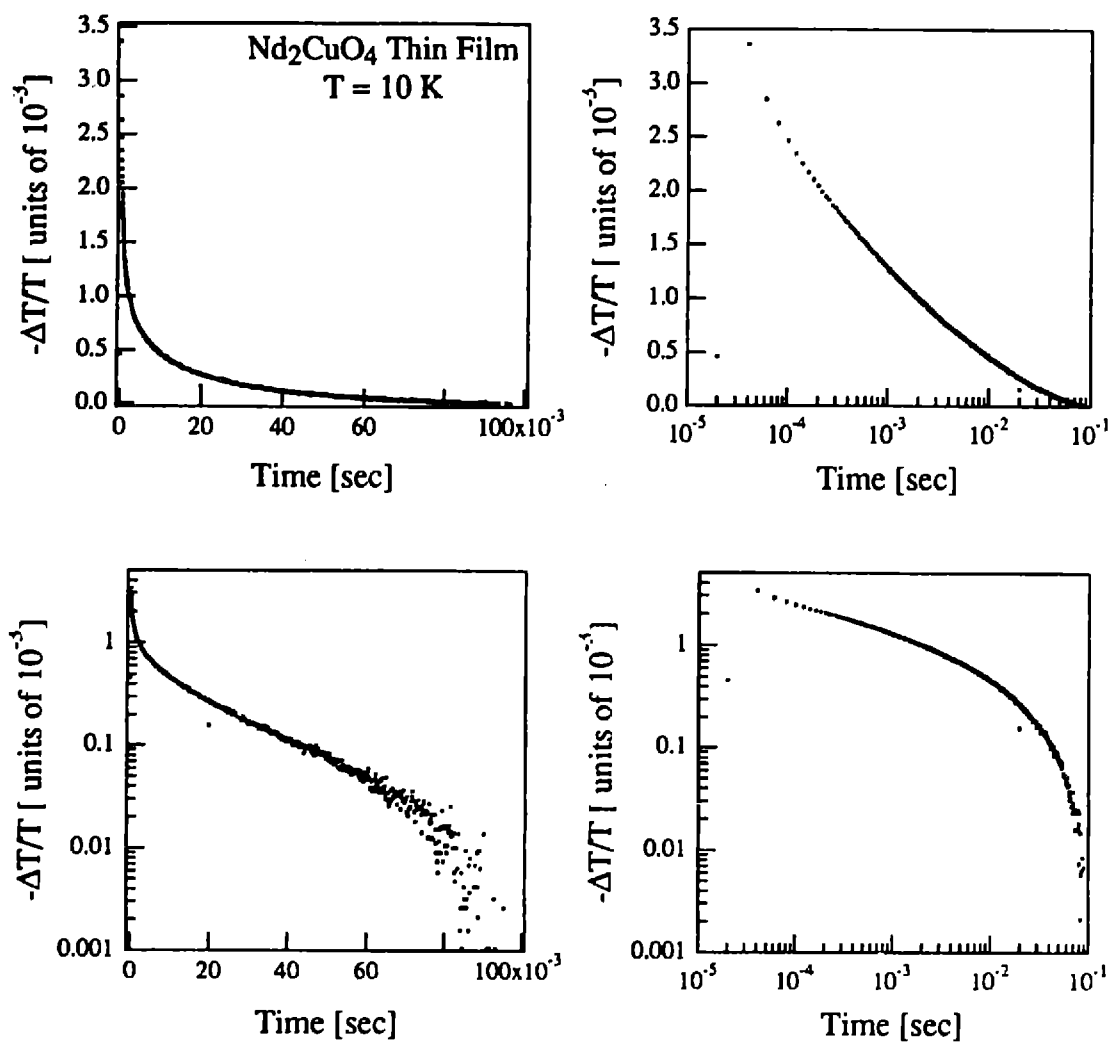 3.5
3.0
2.5
2.0
1.5
1.0
0.5
0.0
-ΔT/T [ units of 10⁻³]
Nd₂CuO₄ Thin Film
T = 10 K
0 20 40 60 100x10⁻³
Time [sec]
3.5
3.0
2.5
2.0
1.5
1.0
0.5
0.0
-ΔT/T [ units of 10⁻³]
10⁻⁵ 10⁻⁴ 10⁻³ 10⁻² 10⁻¹
Time [sec]
1
0.1
0.01
0.001
-ΔT/T [ units of 10⁻³]
0 20 40 60 100x10⁻³
Time [sec]
1
0.1
0.01
0.001
-ΔT/T [ units of 10⁻³]
10⁻⁵ 10⁻⁴ 10⁻³ 10⁻² 10⁻¹
Time [sec]